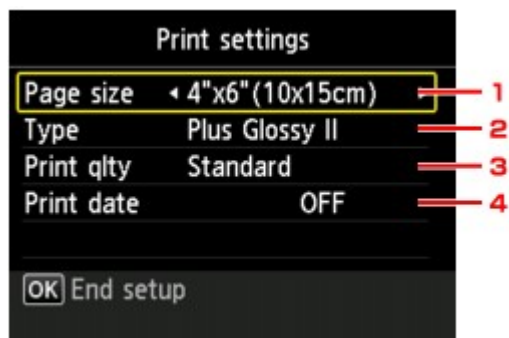 Print settings
Page size 4"x6"(10x15cm) 1
Type Plus Glossy II 2
Print qlty Standard 3
Print date OFF 4
OK End setup